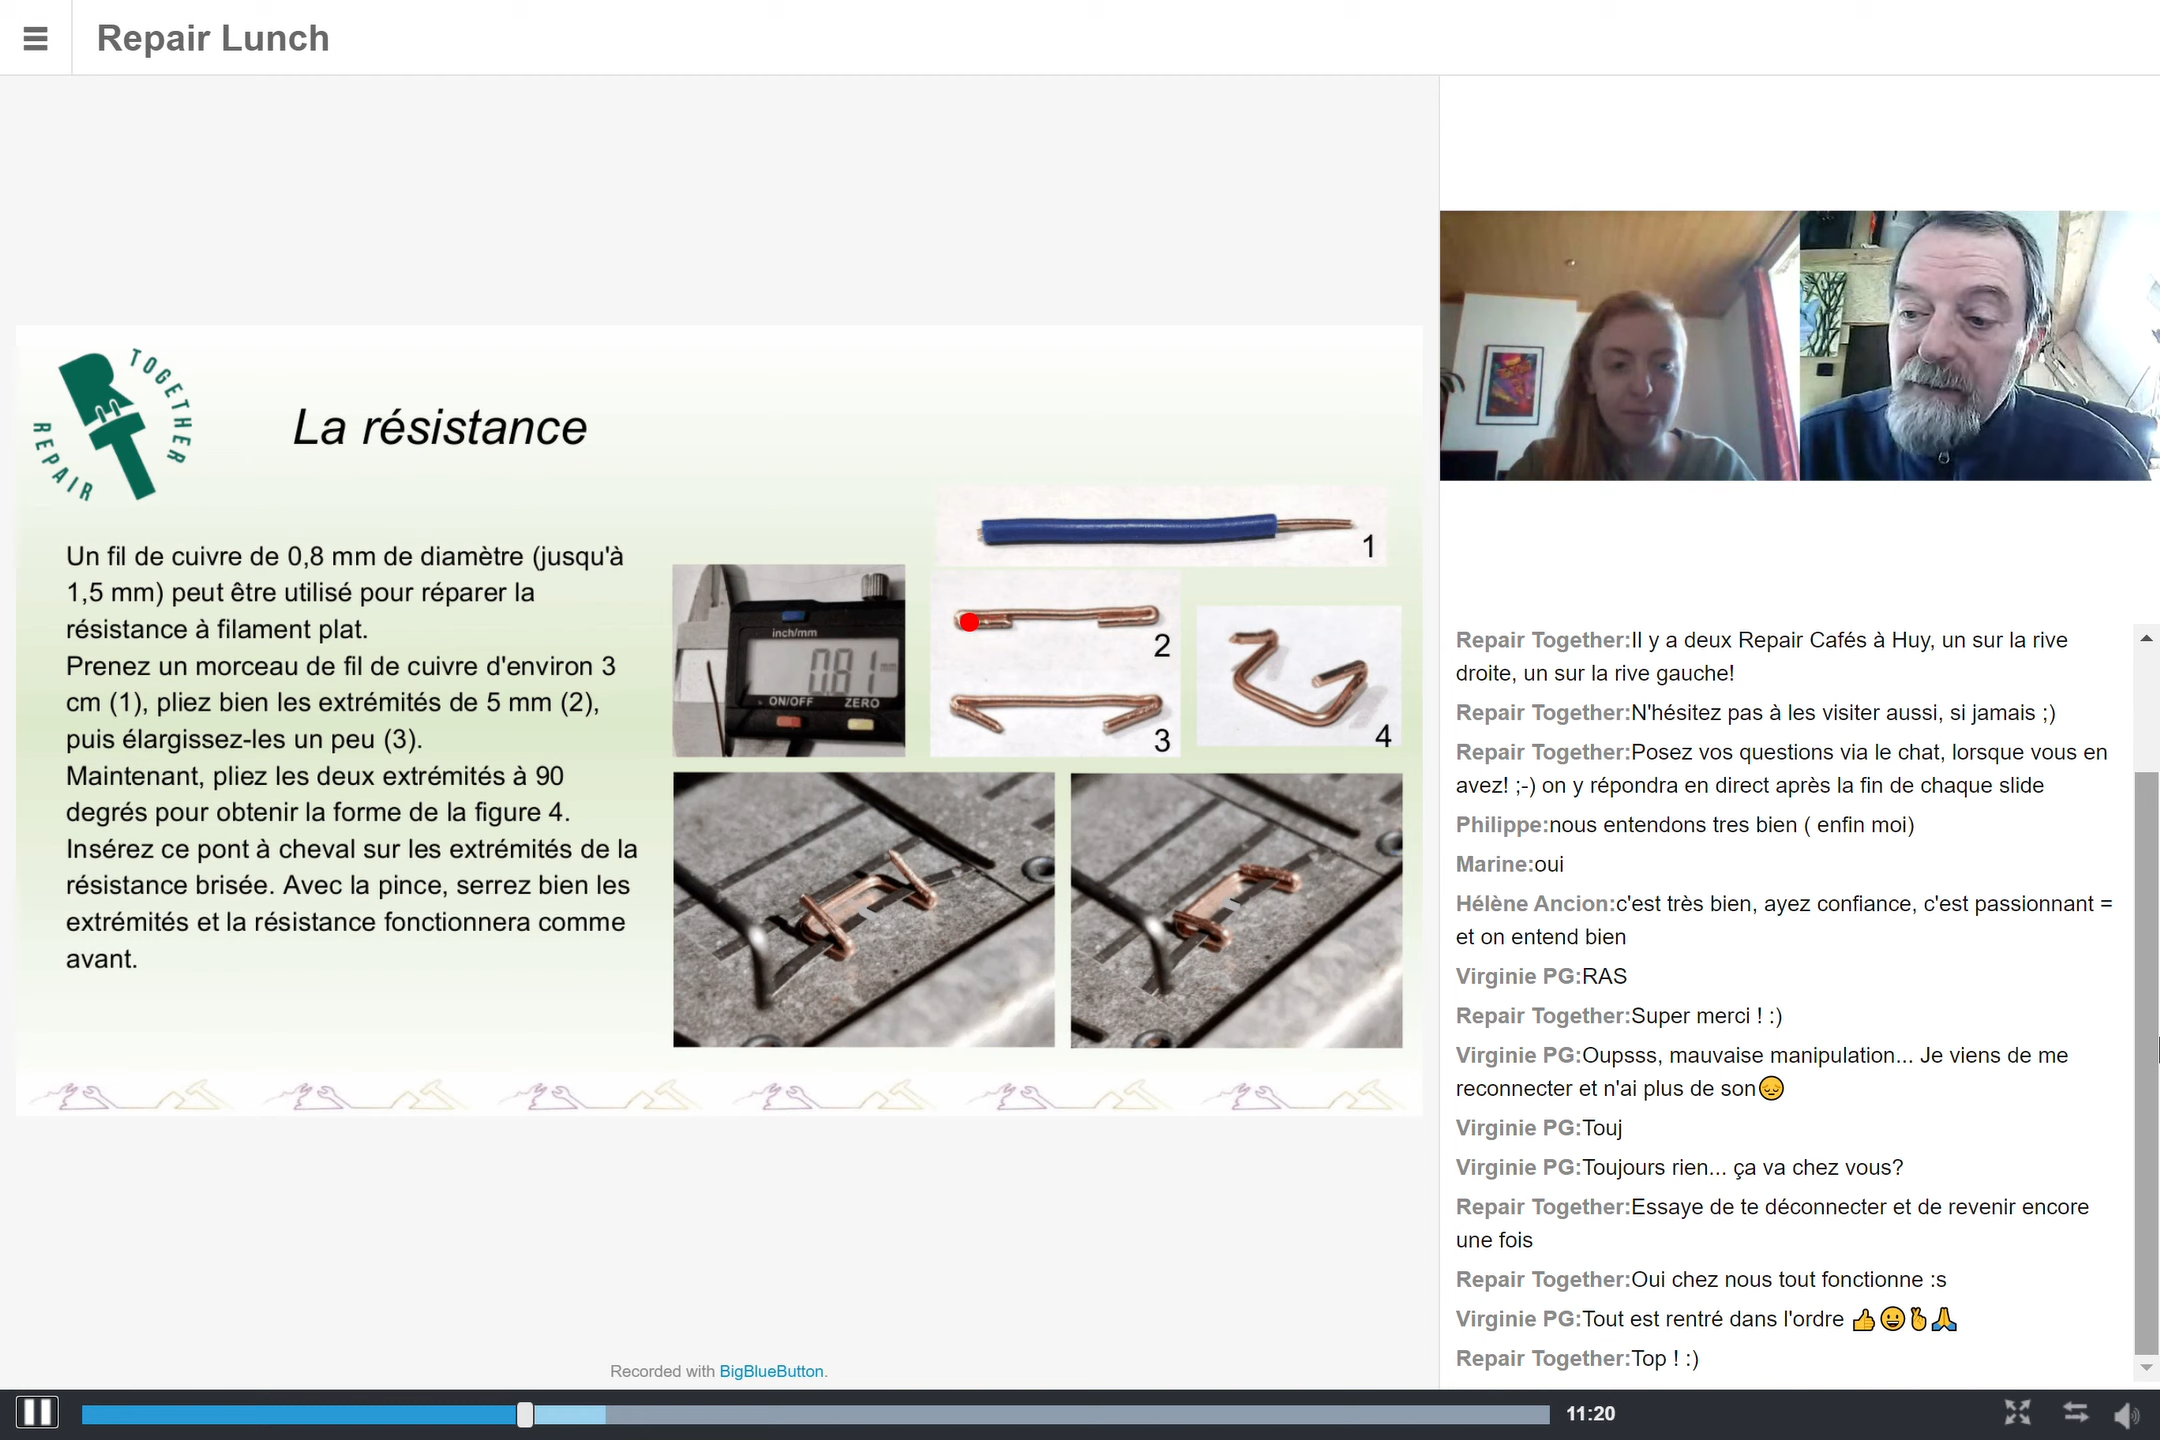 Repair Lunch
TOGETHER
REPAIR
La résistance
Un fil de cuivre de 0,8 mm de diamètre (jusqu'à
1,5 mm) peut être utilisé pour réparer la
résistance à filament plat.
Prenez un morceau de fil de cuivre d'environ 3
cm (1), pliez bien les extrémités de 5 mm (2),
puis élargissez-les un peu (3).
Maintenant, pliez les deux extrémités à 90
degrés pour obtenir la forme de la figure 4.
Insérez ce pont à cheval sur les extrémités de la
résistance brisée. Avec la pince, serrez bien les
extrémités et la résistance fonctionnera comme
avant.
1
inch/mm
0.81 mm
ON/OFF ZERO
2
3
4
Repair Together:Il y a deux Repair Cafés à Huy, un sur la rive
droite, un sur la rive gauche!
Repair Together:N'hésitez pas à les visiter aussi, si jamais ;)
Repair Together:Posez vos questions via le chat, lorsque vous en
avez! ;-) on y répondra en direct après la fin de chaque slide
Philippe:nous entendons tres bien ( enfin moi)
Marine:oui
Hélène Ancion:c'est très bien, ayez confiance, c'est passionnant =
et on entend bien
Virginie PG:RAS
Repair Together:Super merci ! :)
Virginie PG:Oupsss, mauvaise manipulation... Je viens de me
reconnecter et n'ai plus de son😔
Virginie PG:Touj
Virginie PG:Toujours rien... ça va chez vous?
Repair Together:Essaye de te déconnecter et de revenir encore
une fois
Repair Together:Oui chez nous tout fonctionne :s
Virginie PG:Tout est rentré dans l'ordre 👍😀🤞🙏
Repair Together:Top ! :)
Recorded with BigBlueButton.
11:20